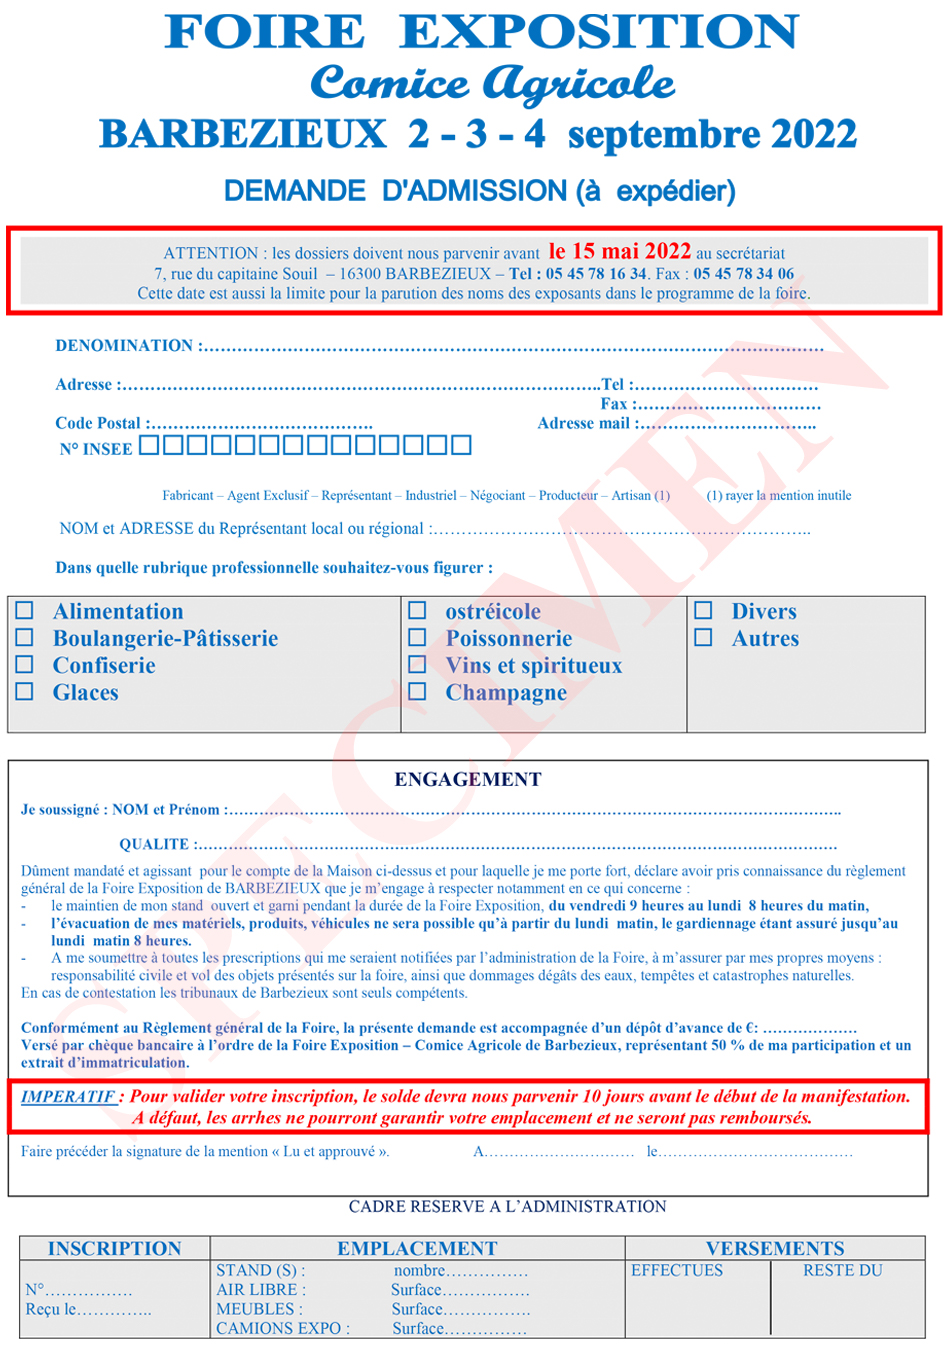 FOIRE EXPOSITION
Comice Agricole
BARBEZIEUX 2 - 3 - 4 septembre 2022
DEMANDE D'ADMISSION (à expédier)
ATTENTION : les dossiers doivent nous parvenir avant le 15 mai 2022 au secrétariat
7, rue du capitaine Souil – 16300 BARBEZIEUX – Tel : 05 45 78 16 34. Fax : 05 45 78 34 06
Cette date est aussi la limite pour la parution des noms des exposants dans le programme de la foire.
DENOMINATION :……………………………………………………………………………………………
Adresse :…………………………………………………………………………..Tel :……………………………
Fax :……………………………
Code Postal :…………………………………. Adresse mail :…………………………..
N° INSEE □□□□□□□□□□□□□□
Fabricant – Agent Exclusif – Représentant – Industriel – Négociant – Producteur – Artisan (1) (1) rayer la mention inutile
NOM et ADRESSE du Représentant local ou régional :…………………………………………………………..
Dans quelle rubrique professionnelle souhaitez-vous figurer :
□ Alimentation
□ Boulangerie-Pâtisserie
□ Confiserie
□ Glaces
□ ostréicole
□ Poissonnerie
□ Vins et spiritueux
□ Champagne
□ Divers
□ Autres
SPECIMEN
ENGAGEMENT
Je soussigné : NOM et Prénom :…………………………………………………………………………………………..
QUALITE :………………………………………………………………………………………………
Dûment mandaté et agissant pour le compte de la Maison ci-dessus et pour laquelle je me porte fort, déclare avoir pris connaissance du règlement
général de la Foire Exposition de BARBEZIEUX que je m’engage à respecter notamment en ce qui concerne :
- le maintien de mon stand ouvert et garni pendant la durée de la Foire Exposition, du vendredi 9 heures au lundi 8 heures du matin,
- l’évacuation de mes matériels, produits, véhicules ne sera possible qu’à partir du lundi matin, le gardiennage étant assuré jusqu’au
lundi matin 8 heures.
- A me soumettre à toutes les prescriptions qui me seraient notifiées par l’administration de la Foire, à m’assurer par mes propres moyens :
responsabilité civile et vol des objets présentés sur la foire, ainsi que dommages dégâts des eaux, tempêtes et catastrophes naturelles.
En cas de contestation les tribunaux de Barbezieux sont seuls compétents.
Conformément au Règlement général de la Foire, la présente demande est accompagnée d’un dépôt d’avance de €: ……………….
Versé par chèque bancaire à l’ordre de la Foire Exposition – Comice Agricole de Barbezieux, représentant 50 % de ma participation et un
extrait d’immatriculation.
IMPERATIF : Pour valider votre inscription, le solde devra nous parvenir 10 jours avant le début de la manifestation.
A défaut, les arrhes ne pourront garantir votre emplacement et ne seront pas remboursés.
Faire précéder la signature de la mention « Lu et approuvé ». A………………………… le…………………………………
CADRE RESERVE A L’ADMINISTRATION
INSCRIPTION EMPLACEMENT VERSEMENTS
STAND (S) : nombre…………… EFFECTUES RESTE DU
N°……………. AIR LIBRE : Surface…………….
Reçu le………….. MEUBLES : Surface…………….
CAMIONS EXPO : Surface……………